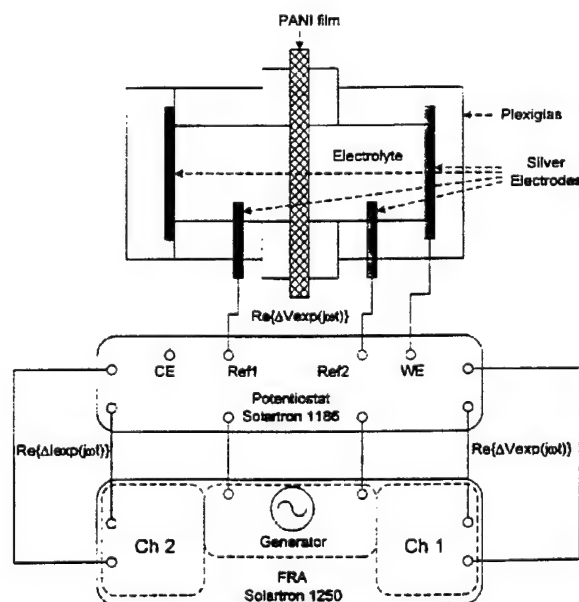 PANI film
Plexiglas
Electrolyte
Silver
Electrodes
Re{ΔVexp(jωt)}
CE
Ref1
Ref2
WE
Potentiostat
Solartron 1186
Re{ΔIexp(jωt)}
Re{ΔVexp(jωt)}
Ch 2
Generator
Ch 1
FRA
Solartron 1250